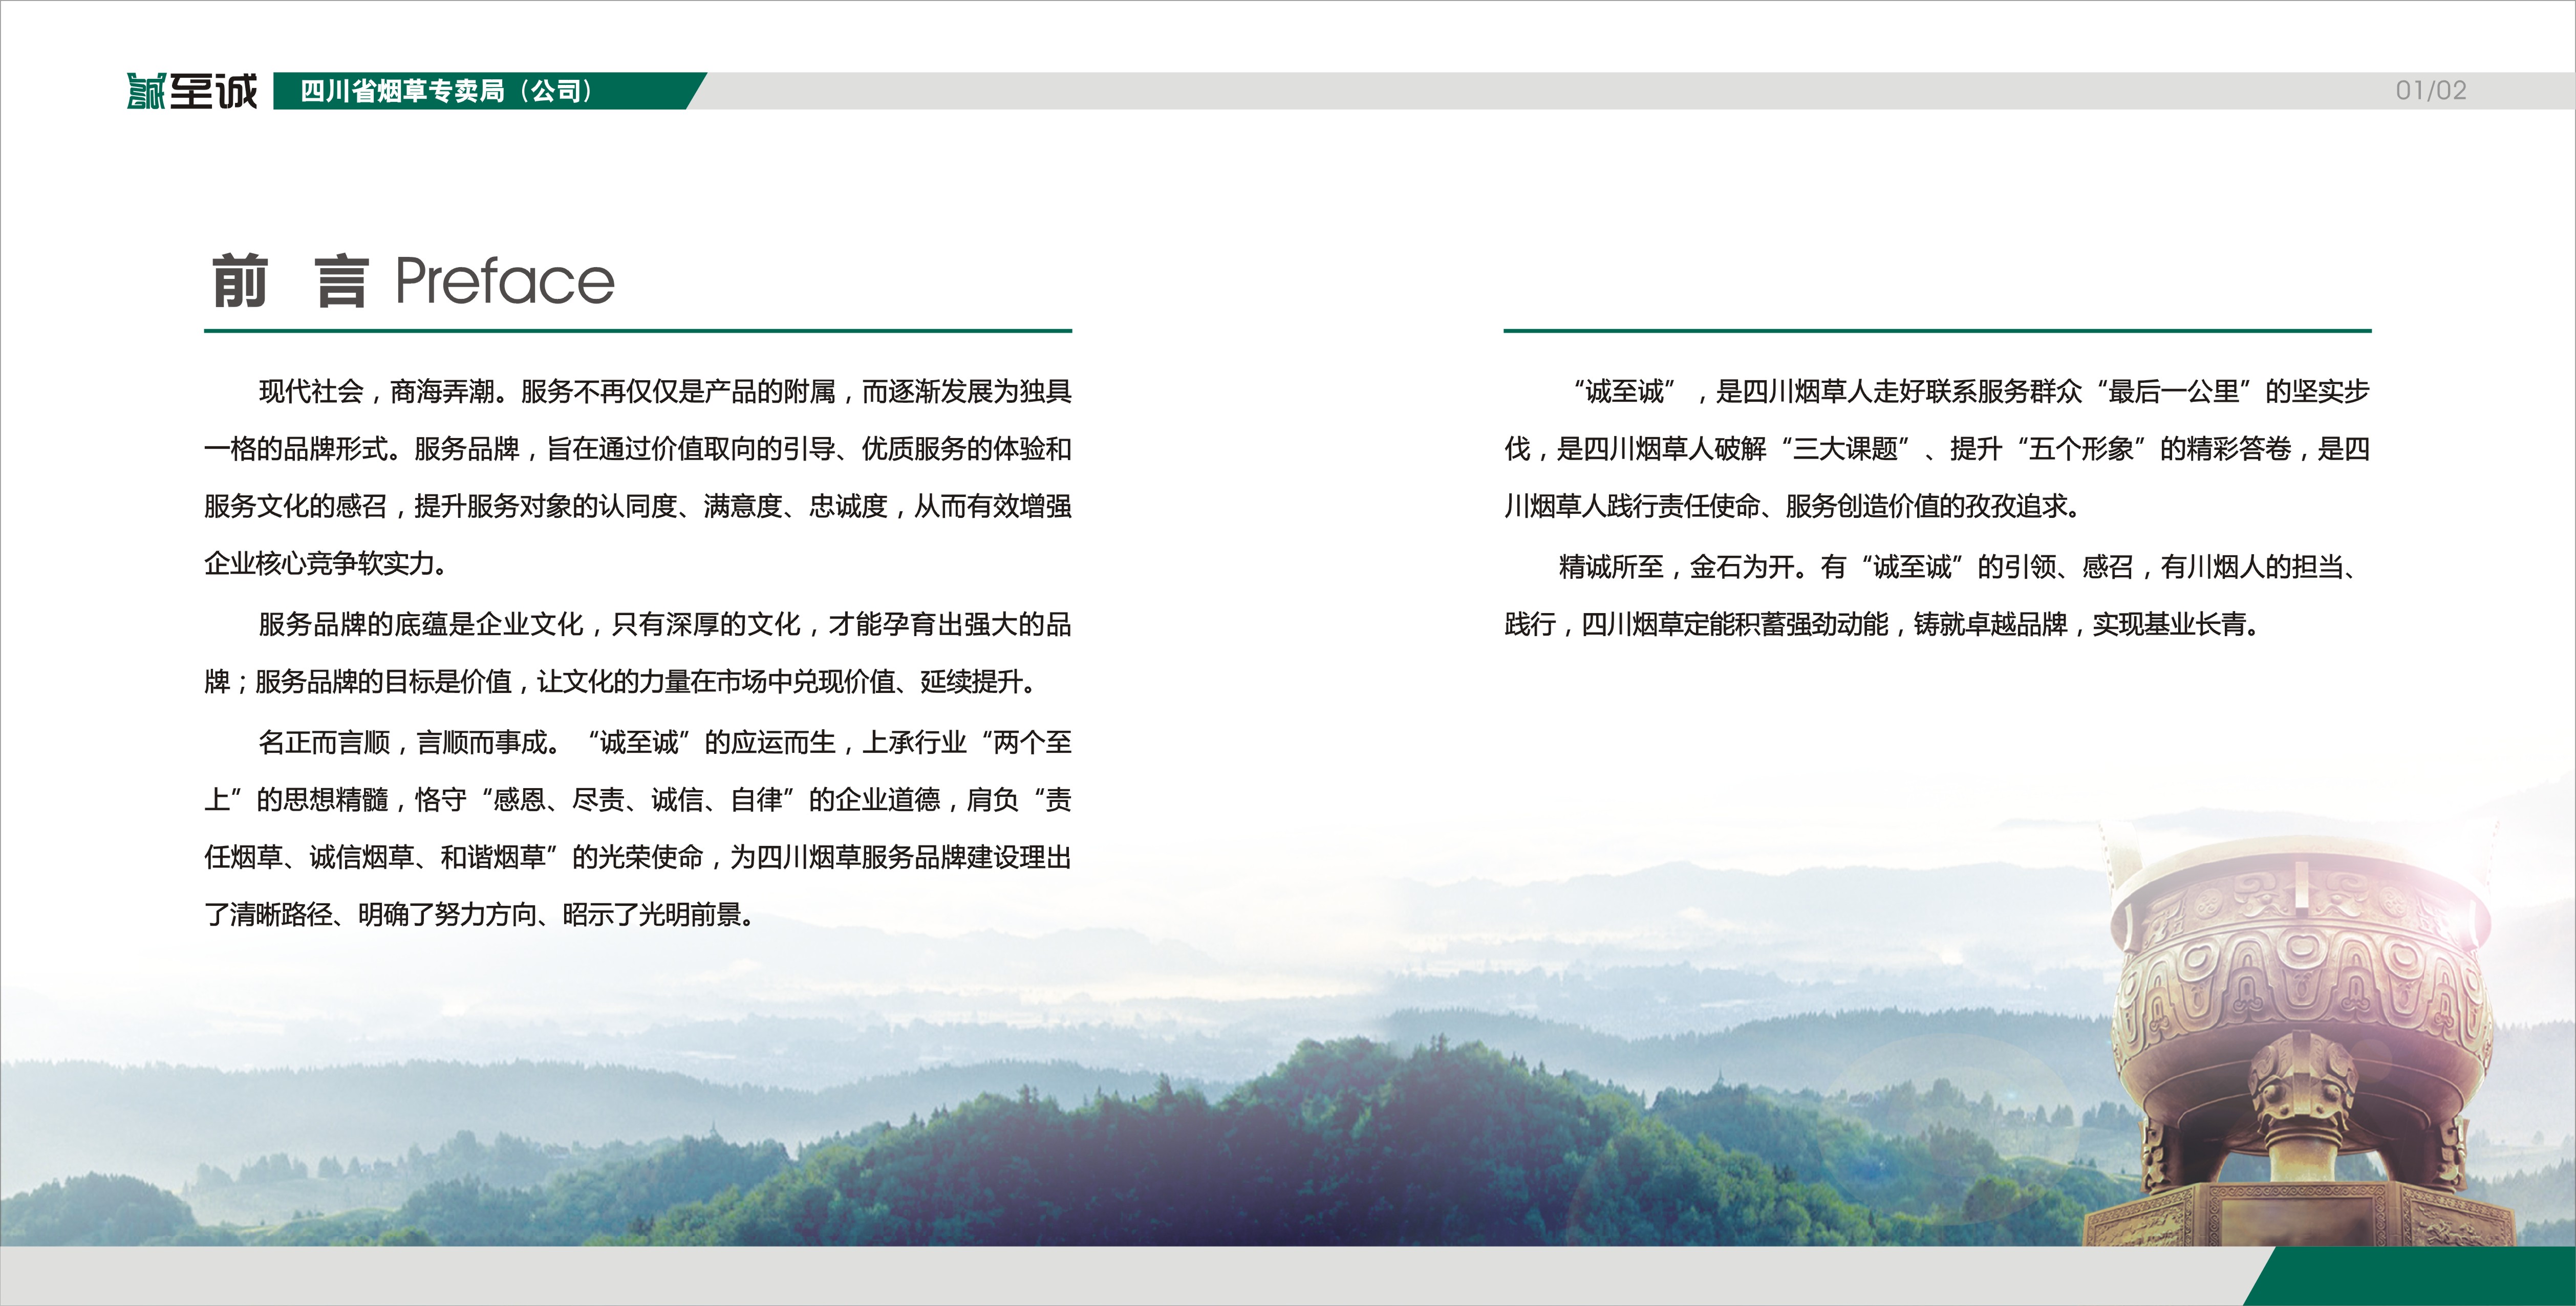 誠至诚 四川省烟草专卖局（公司） 01/02
前 言 Preface
现代社会，商海弄潮。服务不再仅仅是产品的附属，而逐渐发展为独具
一格的品牌形式。服务品牌，旨在通过价值取向的引导、优质服务的体验和
服务文化的感召，提升服务对象的认同度、满意度、忠诚度，从而有效增强
企业核心竞争软实力。
服务品牌的底蕴是企业文化，只有深厚的文化，才能孕育出强大的品
牌；服务品牌的目标是价值，让文化的力量在市场中兑现价值、延续提升。
名正而言顺，言顺而事成。“诚至诚”的应运而生，上承行业“两个至
上”的思想精髓，恪守“感恩、尽责、诚信、自律”的企业道德，肩负“责
任烟草、诚信烟草、和谐烟草”的光荣使命，为四川烟草服务品牌建设理出
了清晰路径、明确了努力方向、昭示了光明前景。
“诚至诚”，是四川烟草人走好联系服务群众“最后一公里”的坚实步
伐，是四川烟草人破解“三大课题”、提升“五个形象”的精彩答卷，是四
川烟草人践行责任使命、服务创造价值的孜孜追求。
精诚所至，金石为开。有“诚至诚”的引领、感召，有川烟人的担当、
践行，四川烟草定能积蓄强劲动能，铸就卓越品牌，实现基业长青。